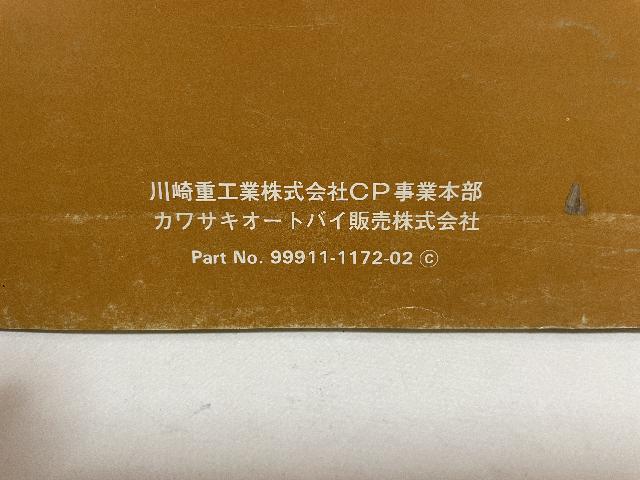 川崎重工業株式会社CP事業本部
カワサキオートバイ販売株式会社
Part No. 99911-1172-02 ©